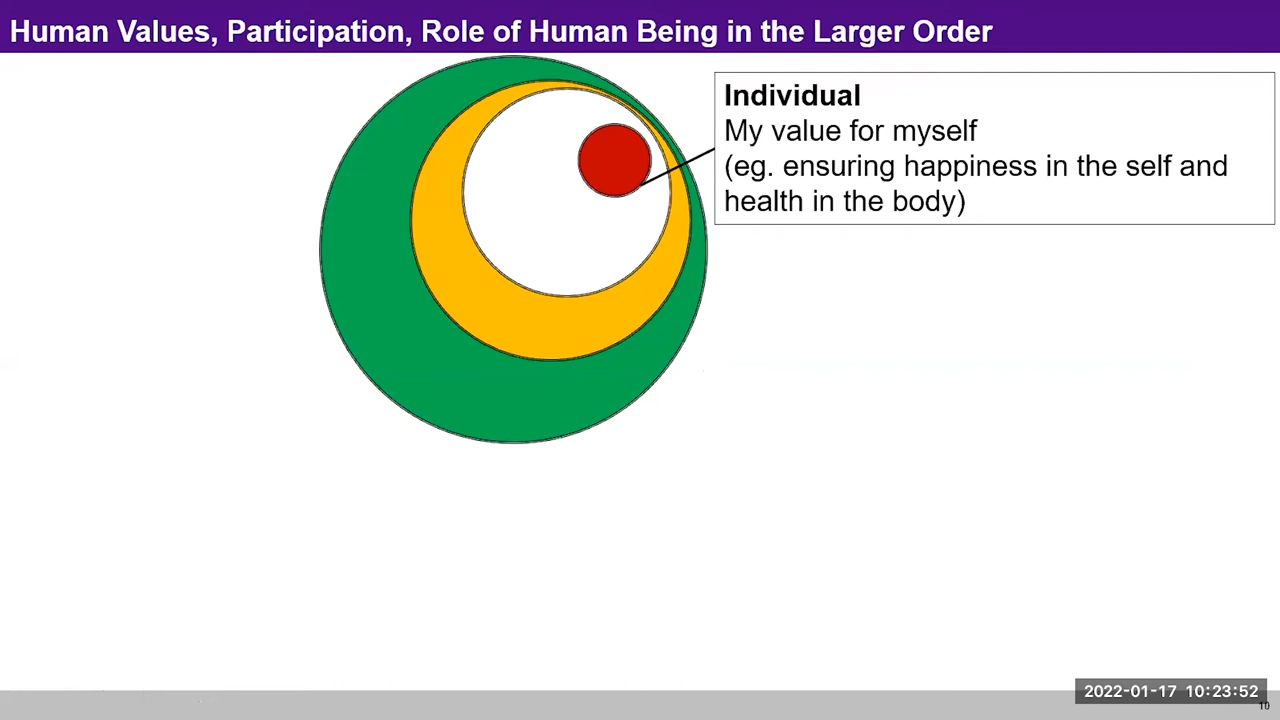 Human Values, Participation, Role of Human Being in the Larger Order
Individual
My value for myself
(eg. ensuring happiness in the self and
health in the body)
2022-01-17 10:23:52
10